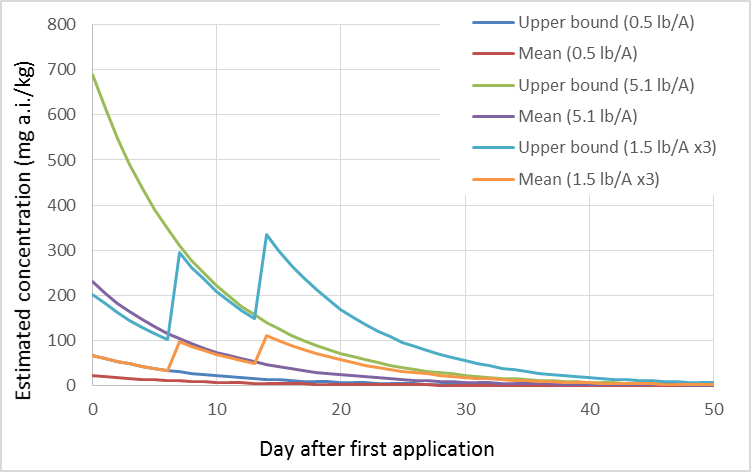 800
700
600
500
400
300
200
100
0
Estimated concentration (mg a.i./kg)
Upper bound (0.5 lb/A)
Mean (0.5 lb/A)
Upper bound (5.1 lb/A)
Mean (5.1 lb/A)
Upper bound (1.5 lb/A x3)
Mean (1.5 lb/A x3)
0 10 20 30 40 50
Day after first application